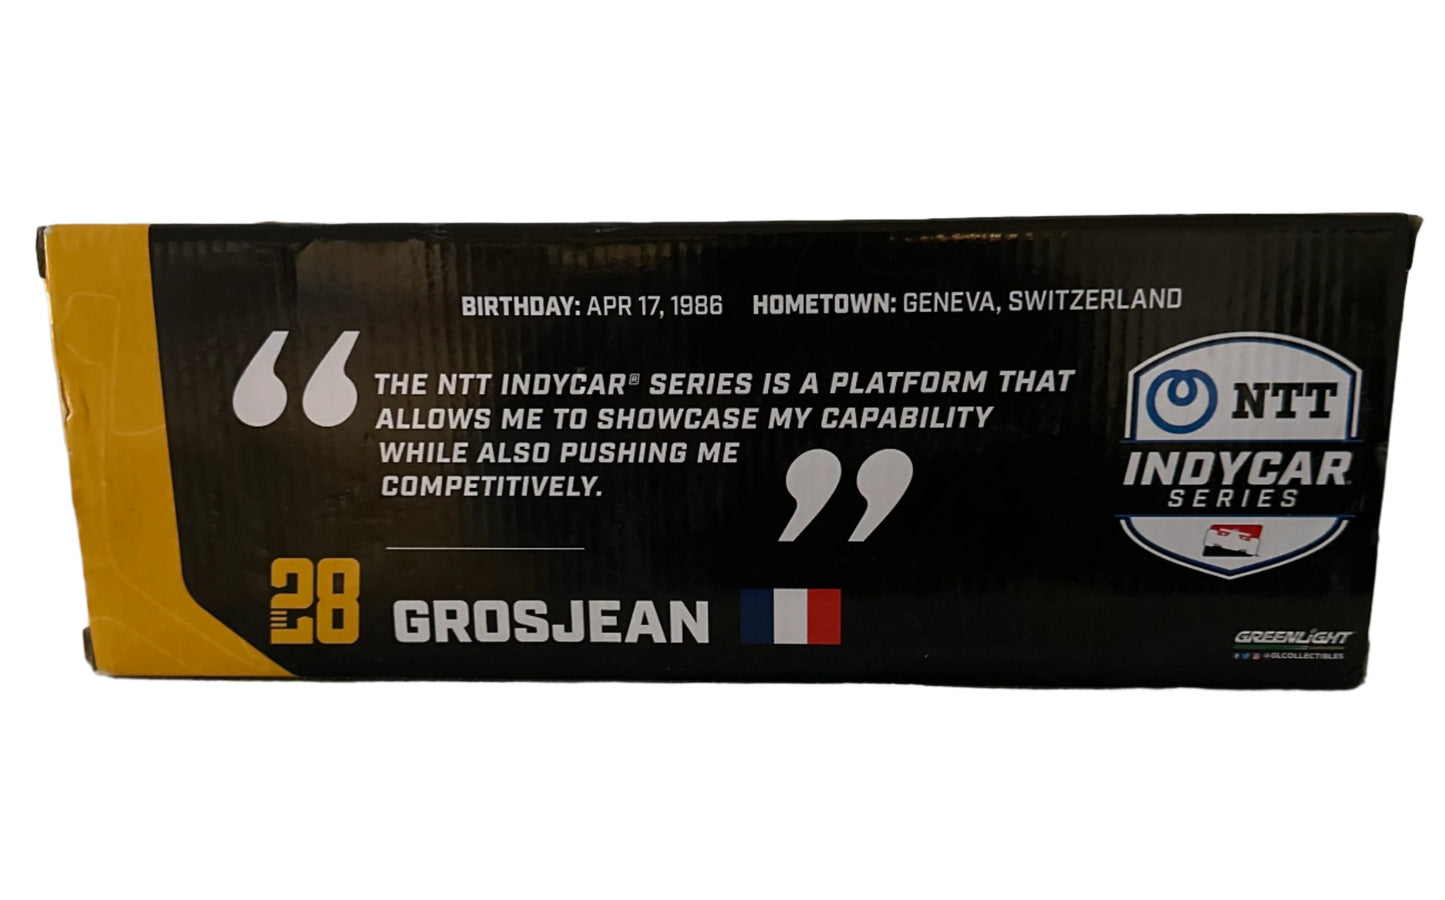 BIRTHDAY: APR 17, 1986 HOMETOWN: GENEVA, SWITZERLAND
“THE NTT INDYCAR® SERIES IS A PLATFORM THAT
ALLOWS ME TO SHOWCASE MY CAPABILITY
WHILE ALSO PUSHING ME
COMPETITIVELY.”
28 GROSJEAN
NTT
INDYCAR
SERIES
GREENLIGHT
@GLCOLLECTIBLES